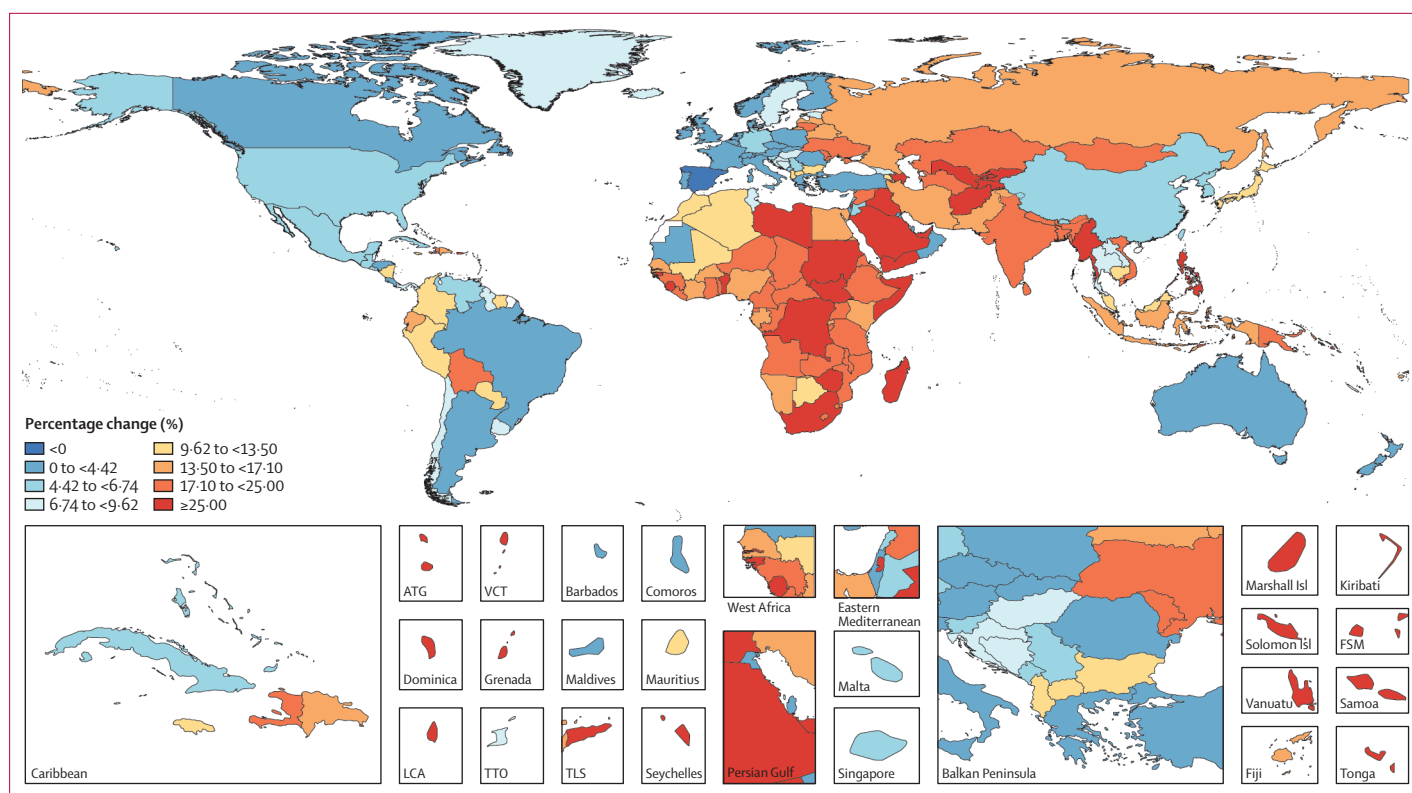 Percentage change (%)
<0
0 to <4·42
4·42 to <6·74
6·74 to <9·62
9·62 to <13·50
13·50 to <17·10
17·10 to <25·00
≥25·00
Caribbean
ATG
VCT
Barbados
Comoros
West Africa
Eastern
Mediterranean
Dominica
Grenada
Maldives
Mauritius
Malta
LCA
TTO
TLS
Seychelles
Persian Gulf
Singapore
Balkan Peninsula
Marshall Isl
Kiribati
Solomon Isl
FSM
Vanuatu
Samoa
Fiji
Tonga